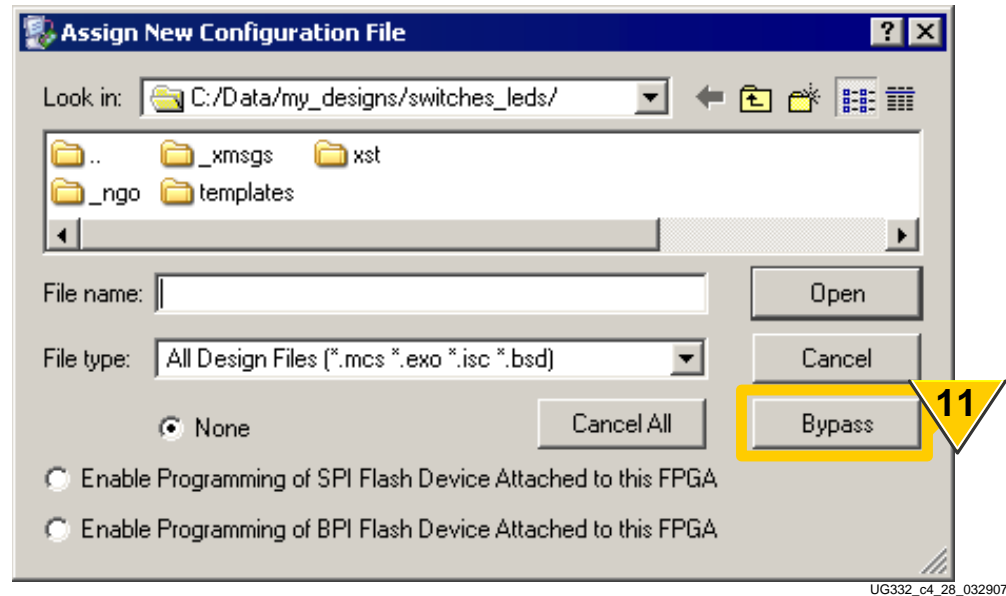 Assign New Configuration File
Look in: C:/Data/my_designs/switches_leds/
.. _xmsgs xst
_ngo templates
File name: Open
File type: All Design Files (*.mcs *.exo *.isc *.bsd) Cancel
None Cancel All Bypass 11
Enable Programming of SPI Flash Device Attached to this FPGA
Enable Programming of BPI Flash Device Attached to this FPGA
UG332_c4_28_032907